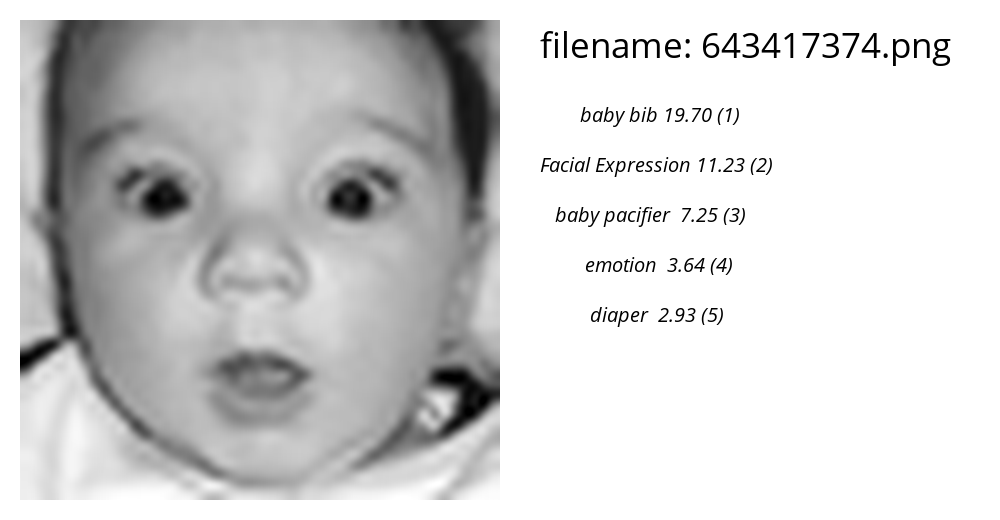 filename: 643417374.png
baby bib 19.70 (1)
Facial Expression 11.23 (2)
baby pacifier 7.25 (3)
emotion 3.64 (4)
diaper 2.93 (5)